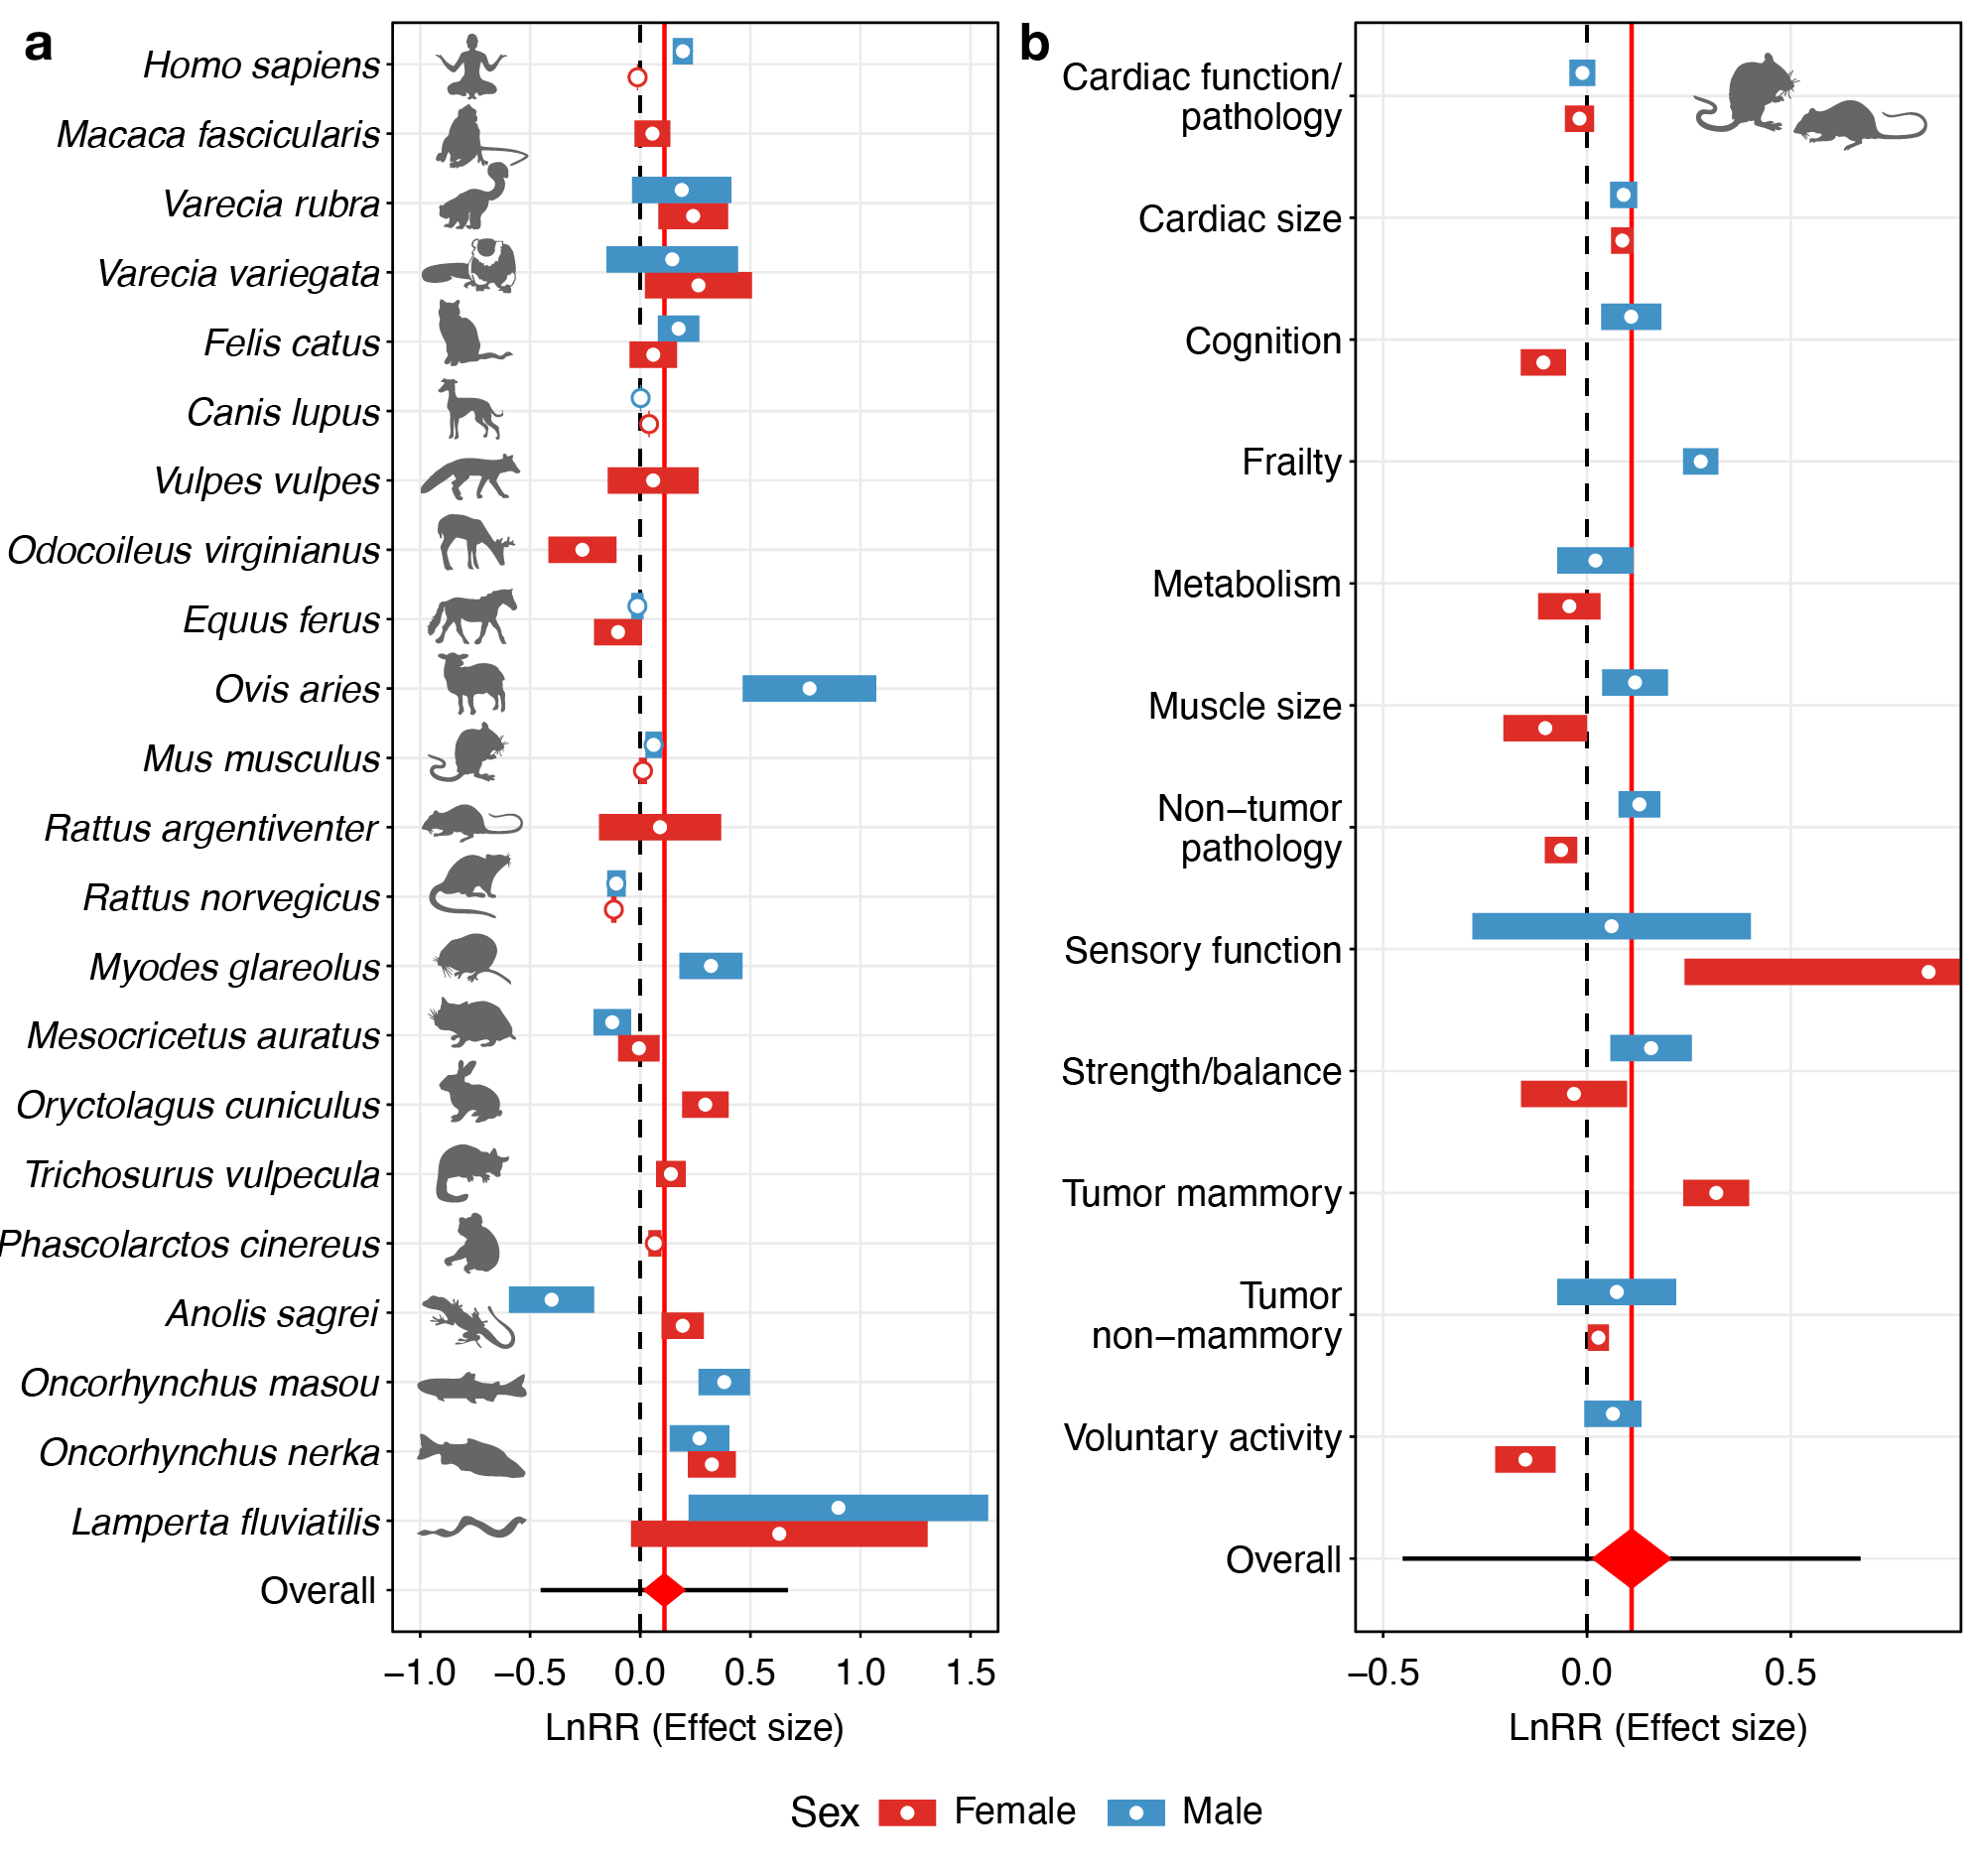 a
Homo sapiens
Macaca fascicularis
Varecia rubra
Varecia variegata
Felis catus
Canis lupus
Vulpes vulpes
Odocoileus virginianus
Equus ferus
Ovis aries
Mus musculus
Rattus argentiventer
Rattus norvegicus
Myodes glareolus
Mesocricetus auratus
Oryctolagus cuniculus
Trichosurus vulpecula
Phascolarctos cinereus
Anolis sagrei
Oncorhynchus masou
Oncorhynchus nerka
Lamperta fluviatilis
Overall
−1.0 −0.5 0.0 0.5 1.0 1.5
LnRR (Effect size)
b
Cardiac function/
pathology
Cardiac size
Cognition
Frailty
Metabolism
Muscle size
Non−tumor
pathology
Sensory function
Strength/balance
Tumor mammory
Tumor
non−mammory
Voluntary activity
Overall
−0.5 0.0 0.5
LnRR (Effect size)
Sex Female Male